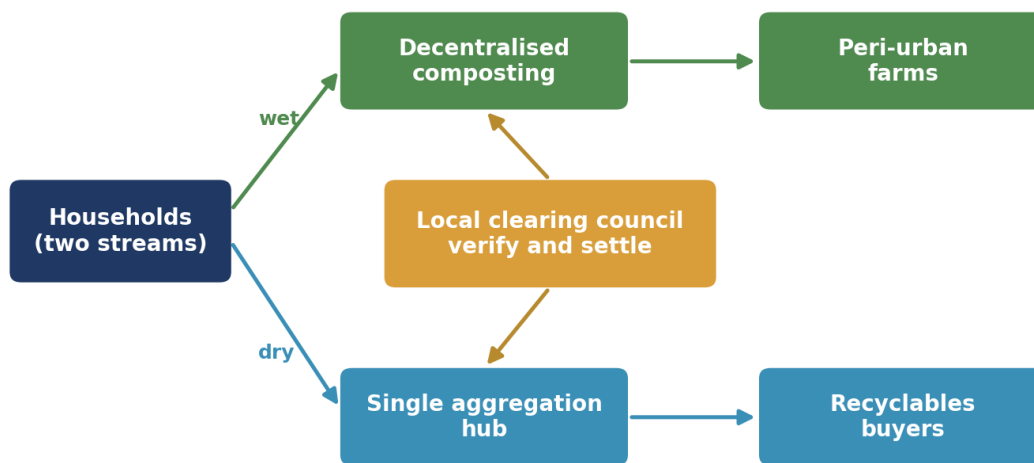 Decentralised
composting
Peri-urban
farms
wet
Households
(two streams)
Local clearing council
verify and settle
dry
Single aggregation
hub
Recyclables
buyers